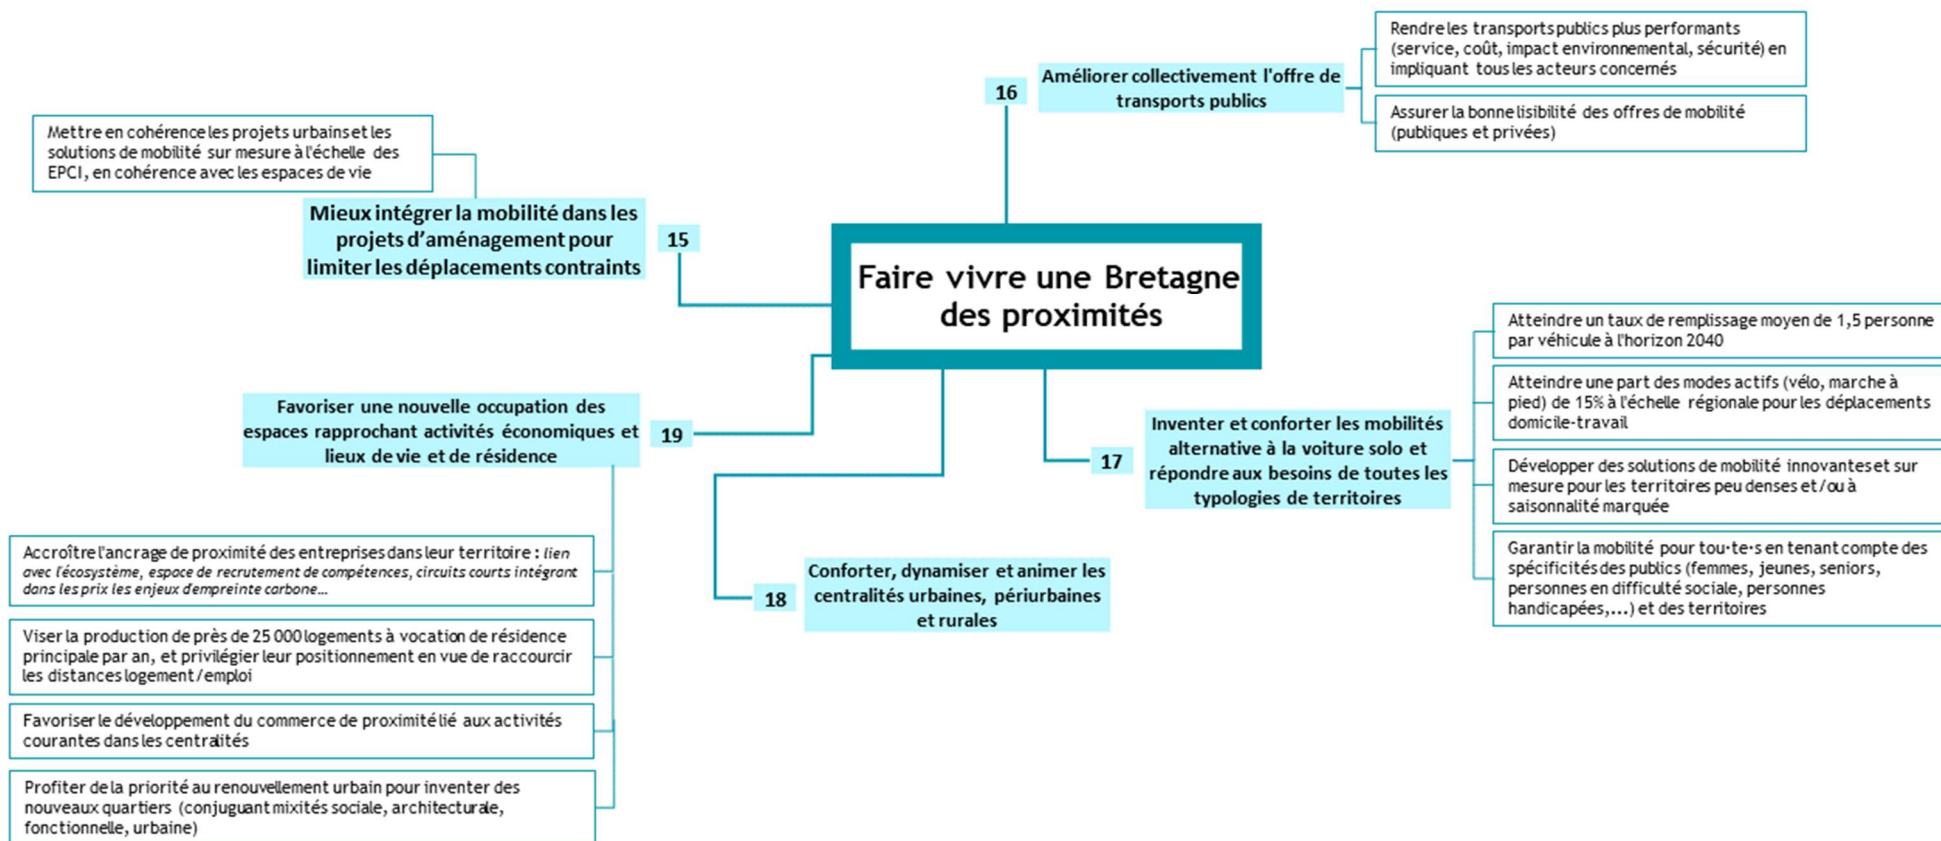 Faire vivre une Bretagne
des proximités
15
Mieux intégrer la mobilité dans les
projets d’aménagement pour
limiter les déplacements contraints
Mettre en cohérence les projets urbains et les
solutions de mobilité sur mesure à l'échelle des
EPCI, en cohérence avec les espaces de vie
16
Améliorer collectivement l'offre de
transports publics
Rendre les transports publics plus performants
(service, coût, impact environnemental, sécurité) en
impliquant tous les acteurs concernés
Assurer la bonne lisibilité des offres de mobilité
(publiques et privées)
17
Inventer et conforter les mobilités
alternative à la voiture solo et
répondre aux besoins de toutes les
typologies de territoires
Atteindre un taux de remplissage moyen de 1,5 personne
par véhicule à l'horizon 2040
Atteindre une part des modes actifs (vélo, marche à
pied) de 15% à l'échelle régionale pour les déplacements
domicile-travail
Développer des solutions de mobilité innovantes et sur
mesure pour les territoires peu denses et/ou à
saisonnalité marquée
Garantir la mobilité pour tou·te·s en tenant compte des
spécificités des publics (femmes, jeunes, seniors,
personnes en difficulté sociale, personnes
handicapées,...) et des territoires
18
Conforter, dynamiser et animer les
centralités urbaines, périurbaines
et rurales
19
Favoriser une nouvelle occupation des
espaces rapprochant activités économiques et
lieux de vie et de résidence
Accroître l'ancrage de proximité des entreprises dans leur territoire : lien
avec l'écosystème, espace de recrutement de compétences, circuits courts intégrant
dans les prix les enjeux d'empreinte carbone…
Viser la production de près de 25 000 logements à vocation de résidence
principale par an, et privilégier leur positionnement en vue de raccourcir
les distances logement/emploi
Favoriser le développement du commerce de proximité lié aux activités
courantes dans les centralités
Profiter de la priorité au renouvellement urbain pour inventer des
nouveaux quartiers (conjuguant mixités sociale, architecturale,
fonctionnelle, urbaine)